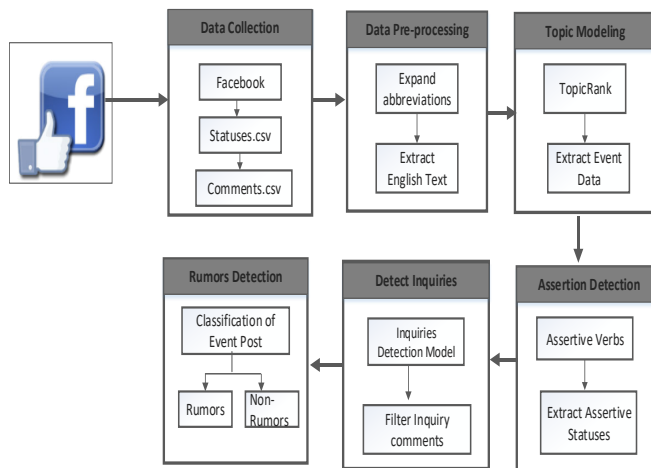 f
Data Collection
Facebook
Statuses.csv
Comments.csv
Data Pre-processing
Expand
abbreviations
Extract
English Text
Topic Modeling
TopicRank
Extract Event
Data
Assertion Detection
Assertive Verbs
Extract Assertive
Statuses
Detect Inquiries
Inquiries
Detection Model
Filter Inquiry
comments
Rumors Detection
Classification of
Event Post
Rumors
Non-
Rumors